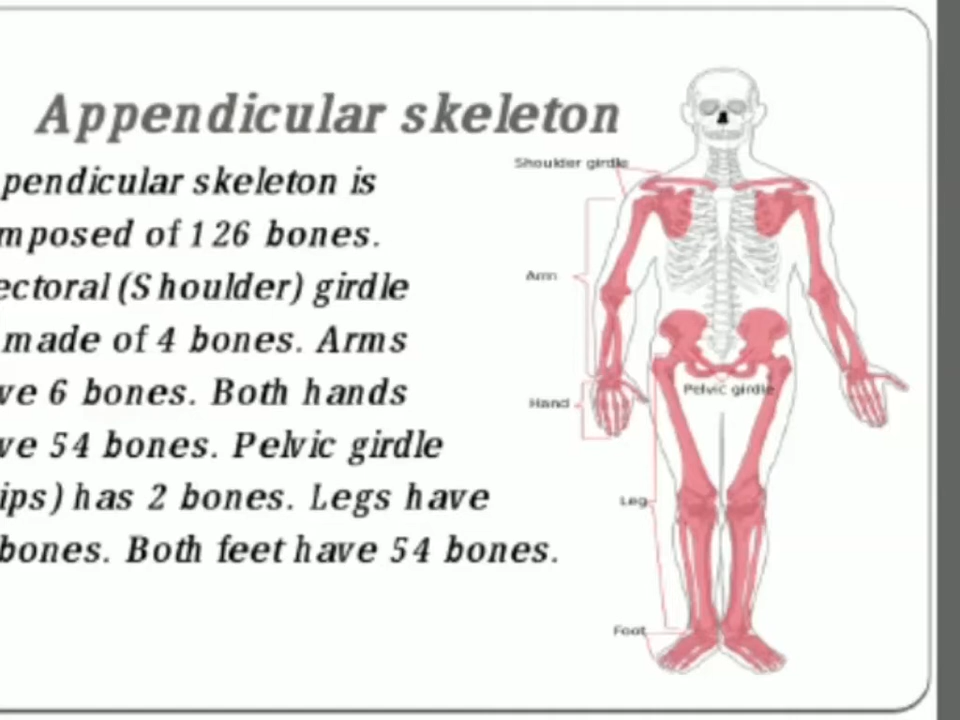 Appendicular skeleton
pendicular skeleton is
mposed of 126 bones.
ectoral (Shoulder) girdle
made of 4 bones. Arms
ve 6 bones. Both hands
ve 54 bones. Pelvic girdle
ips) has 2 bones. Legs have
bones. Both feet have 54 bones.
Shoulder girdle
Arm
Hand
Pelvic girdle
Leg
Foot